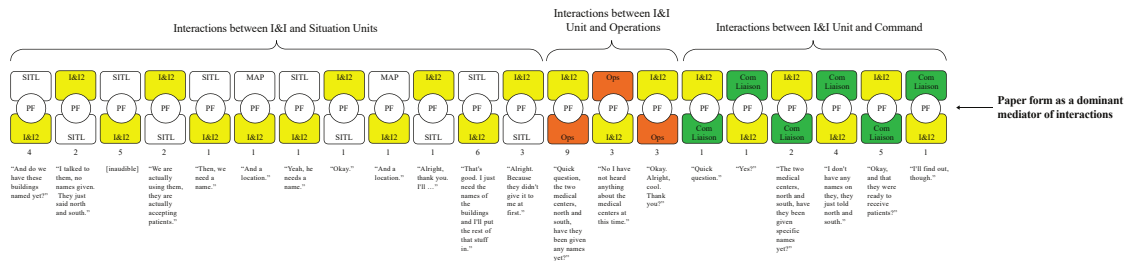 Interactions between I&I and Situation Units
Interactions between I&I
Unit and Operations
Interactions between I&I Unit and Command
SITL I&I2 SITL I&I2 SITL MAP SITL I&I2 MAP I&I2 SITL I&I2 I&I2 Ops I&I2 I&I2 Com Liaison I&I2 Com Liaison I&I2 Com Liaison
PF PF PF PF PF PF PF PF PF PF PF PF PF PF PF PF PF PF PF PF PF
I&I2 SITL I&I2 SITL I&I2 I&I2 I&I2 SITL I&I2 SITL I&I2 SITL Ops I&I2 Ops Com Liaison I&I2 Com Liaison I&I2 Com Liaison I&I2
4 2 5 2 1 1 1 1 1 1 6 3 9 3 3 1 1 2 4 5 1
Paper form as a dominant
mediator of interactions
“And do we
have these
buildings
named yet?”
“I talked to
them, no
names given.
They just
said north
and south.”
[inaudible]
“We are
actually
using them,
they are
actually
accepting
patients.”
“Then, we
need a
name.”
“And a
location.”
“Yeah, he
needs a
name.”
“Okay.”
“And a
location.”
“Alright,
thank you.
I'll …”
“That's
good. I just
need the
names of
the
buildings
and I'll put
the rest of
that stuff
in.”
“Alright.
Because
they didn't
give it to
me at
first.”
“Quick
question,
the two
medical
centers,
north and
south,
have they
been given
any names
yet?”
“No I have
not heard
anything
about the
medical
centers at
this time.”
“Okay.
Alright,
cool.
Thank
you?”
“Quick
question.”
“Yes?”
“The two
medical
centers,
north and
south, have
they been
given
specific
names
yet?”
“I don't
have any
names on
they, they
just told
north and
south.”
“Okay,
and that
they were
ready to
receive
patients?”
“I'll find out,
though.”